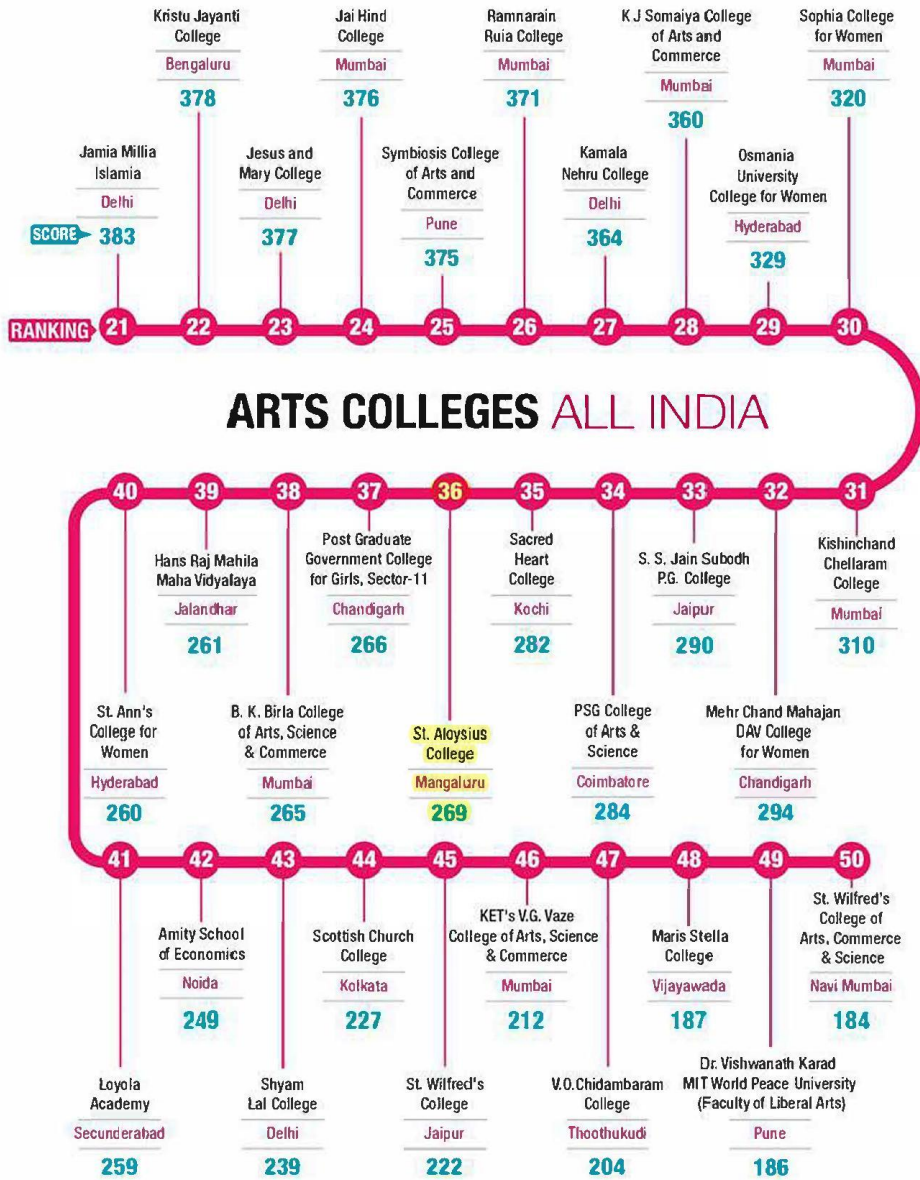 Jamia Millia
Islamia
Delhi
SCORE 383
Kristu Jayanti
College
Bengaluru
378
Jesus and
Mary College
Delhi
377
Jai Hind
College
Mumbai
376
Symbiosis College
of Arts and
Commerce
Pune
375
Ramnarain
Ruia College
Mumbai
371
Kamala
Nehru College
Delhi
364
K J Somaiya College
of Arts and
Commerce
Mumbai
360
Osmania
University
College for Women
Hyderabad
329
Sophia College
for Women
Mumbai
320
RANKING 21 22 23 24 25 26 27 28 29 30
ARTS COLLEGES ALL INDIA
40 39 38 37 36 35 34 33 32 31
St. Ann's
College for
Women
Hyderabad
260
Hans Raj Mahila
Maha Vidyalaya
Jalandhar
261
B. K. Birla College
of Arts, Science
& Commerce
Mumbai
265
Post Graduate
Government College
for Girls, Sector-11
Chandigarh
266
St. Aloysius
College
Mangaluru
269
Sacred
Heart
College
Kochi
282
PSG College
of Arts &
Science
Coimbatore
284
S. S. Jain Subodh
P.G. College
Jaipur
290
Mehr Chand Mahajan
DAV College
for Women
Chandigarh
294
Kishinchand
Chellaram
College
Mumbai
310
41 42 43 44 45 46 47 48 49 50
Loyola
Academy
Secunderabad
259
Amity School
of Economics
Noida
249
Shyam
Lal College
Delhi
239
Scottish Church
College
Kolkata
227
St. Wilfred's
College
Jaipur
222
KET's V.G. Vaze
College of Arts, Science
& Commerce
Mumbai
212
V.O.Chidambaram
College
Thoothukudi
204
Maris Stella
College
Vijayawada
187
Dr. Vishwanath Karad
MIT World Peace University
(Faculty of Liberal Arts)
Pune
186
St. Wilfred's
College of
Arts, Commerce
& Science
Navi Mumbai
184